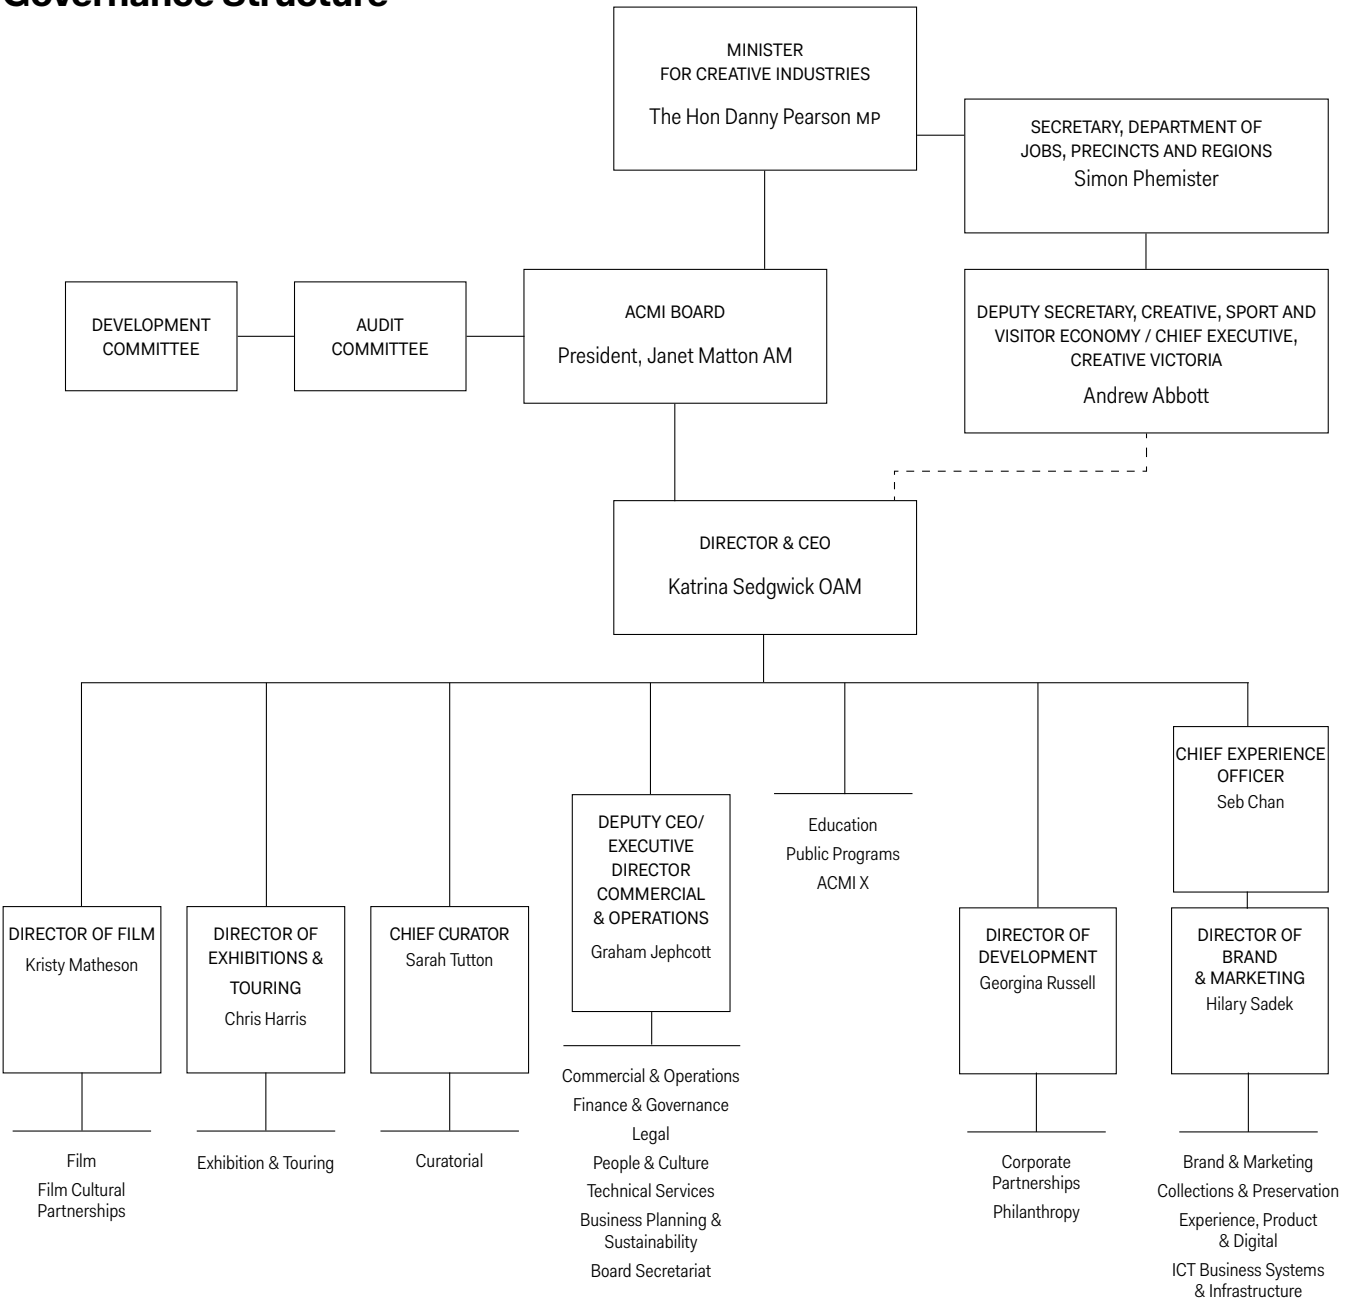 Governance Structure
MINISTER
FOR CREATIVE INDUSTRIES
The Hon Danny Pearson MP
SECRETARY, DEPARTMENT OF
JOBS, PRECINCTS AND REGIONS
Simon Phemister
DEVELOPMENT
COMMITTEE
AUDIT
COMMITTEE
ACMI BOARD
President, Janet Matton AM
DEPUTY SECRETARY, CREATIVE, SPORT AND
VISITOR ECONOMY / CHIEF EXECUTIVE,
CREATIVE VICTORIA
Andrew Abbott
DIRECTOR & CEO
Katrina Sedgwick OAM
DIRECTOR OF FILM
Kristy Matheson
Film
Film Cultural
Partnerships
DIRECTOR OF
EXHIBITIONS &
TOURING
Chris Harris
Exhibition & Touring
CHIEF CURATOR
Sarah Tutton
Curatorial
DEPUTY CEO/
EXECUTIVE
DIRECTOR
COMMERCIAL
& OPERATIONS
Graham Jephcott
Commercial & Operations
Finance & Governance
Legal
People & Culture
Technical Services
Business Planning &
Sustainability
Board Secretariat
Education
Public Programs
ACMI X
DIRECTOR OF
DEVELOPMENT
Georgina Russell
Corporate
Partnerships
Philanthropy
CHIEF EXPERIENCE
OFFICER
Seb Chan
DIRECTOR OF
BRAND
& MARKETING
Hilary Sadek
Brand & Marketing
Collections & Preservation
Experience, Product
& Digital
ICT Business Systems
& Infrastructure